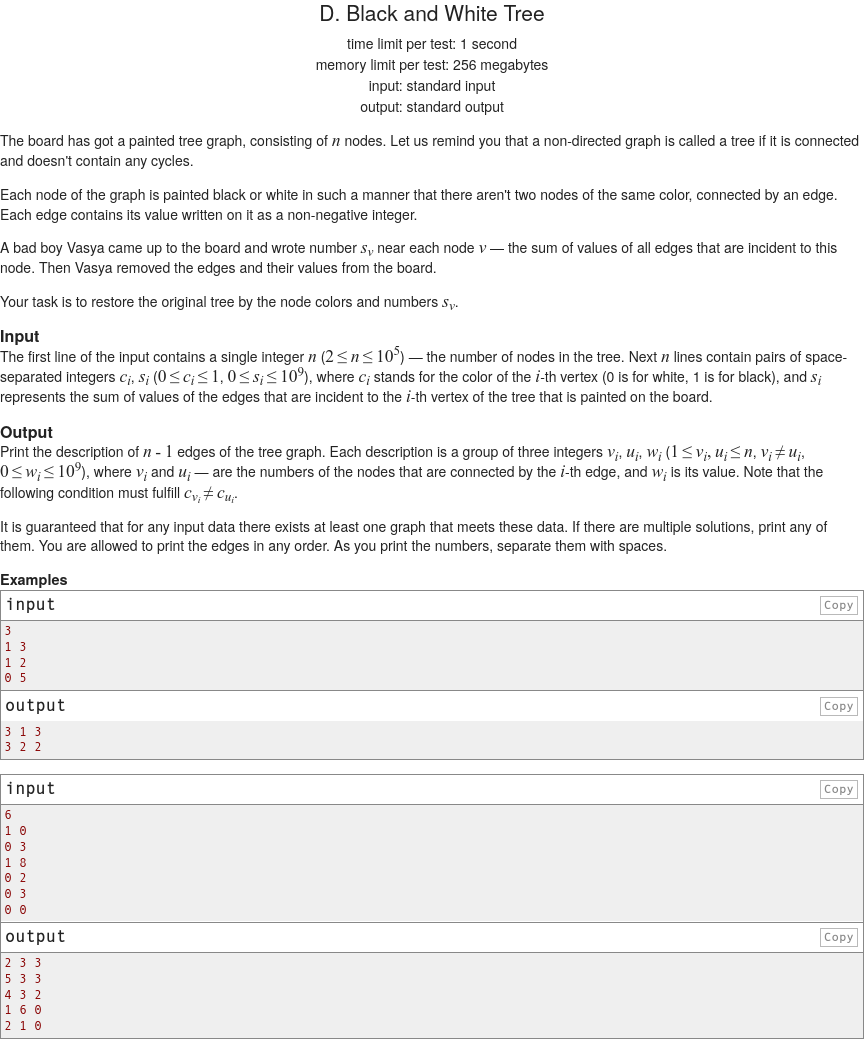 D. Black and White Tree
time limit per test: 1 second
memory limit per test: 256 megabytes
input: standard input
output: standard output
The board has got a painted tree graph, consisting of n nodes. Let us remind you that a non-directed graph is called a tree if it is connected
and doesn't contain any cycles.
Each node of the graph is painted black or white in such a manner that there aren't two nodes of the same color, connected by an edge.
Each edge contains its value written on it as a non-negative integer.
A bad boy Vasya came up to the board and wrote number s_v near each node v — the sum of values of all edges that are incident to this
node. Then Vasya removed the edges and their values from the board.
Your task is to restore the original tree by the node colors and numbers s_v.
Input
The first line of the input contains a single integer n (2 ≤ n ≤ 10^5) — the number of nodes in the tree. Next n lines contain pairs of space-
separated integers c_i, s_i (0 ≤ c_i ≤ 1, 0 ≤ s_i ≤ 10^9), where c_i stands for the color of the i-th vertex (0 is for white, 1 is for black), and s_i
represents the sum of values of the edges that are incident to the i-th vertex of the tree that is painted on the board.
Output
Print the description of n - 1 edges of the tree graph. Each description is a group of three integers v_i, u_i, w_i (1 ≤ v_i, u_i ≤ n, v_i ≠ u_i,
0 ≤ w_i ≤ 10^9), where v_i and u_i — are the numbers of the nodes that are connected by the i-th edge, and w_i is its value. Note that the
following condition must fulfill c_{v_i} ≠ c_{u_i}.
It is guaranteed that for any input data there exists at least one graph that meets these data. If there are multiple solutions, print any of
them. You are allowed to print the edges in any order. As you print the numbers, separate them with spaces.
Examples
input Copy
3
1 3
1 2
0 5
output Copy
3 1 3
3 2 2
input Copy
6
1 0
0 3
1 8
0 2
0 3
0 0
output Copy
2 3 3
5 3 3
4 3 2
1 6 0
2 1 0